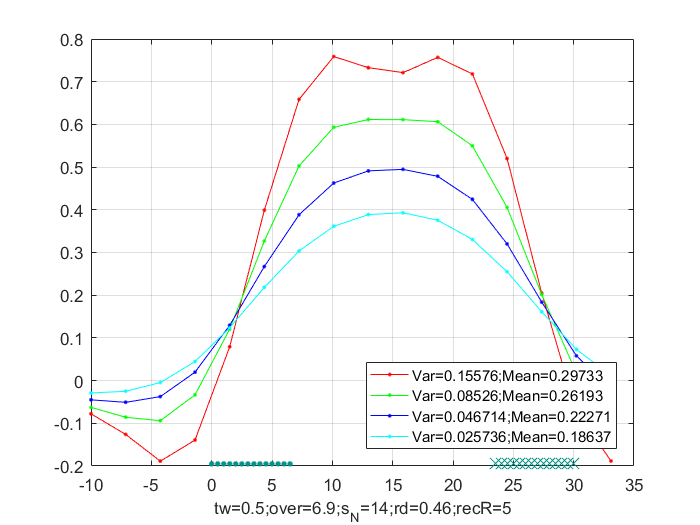 0.8
0.7
0.6
0.5
0.4
0.3
0.2
0.1
0
-0.1
-0.2
Var=0.15576;Mean=0.29733
Var=0.08526;Mean=0.26193
Var=0.046714;Mean=0.22271
Var=0.025736;Mean=0.18637
-10 -5 0 5 10 15 20 25 30 35
tw=0.5;over=6.9;s_N=14;rd=0.46;recR=5